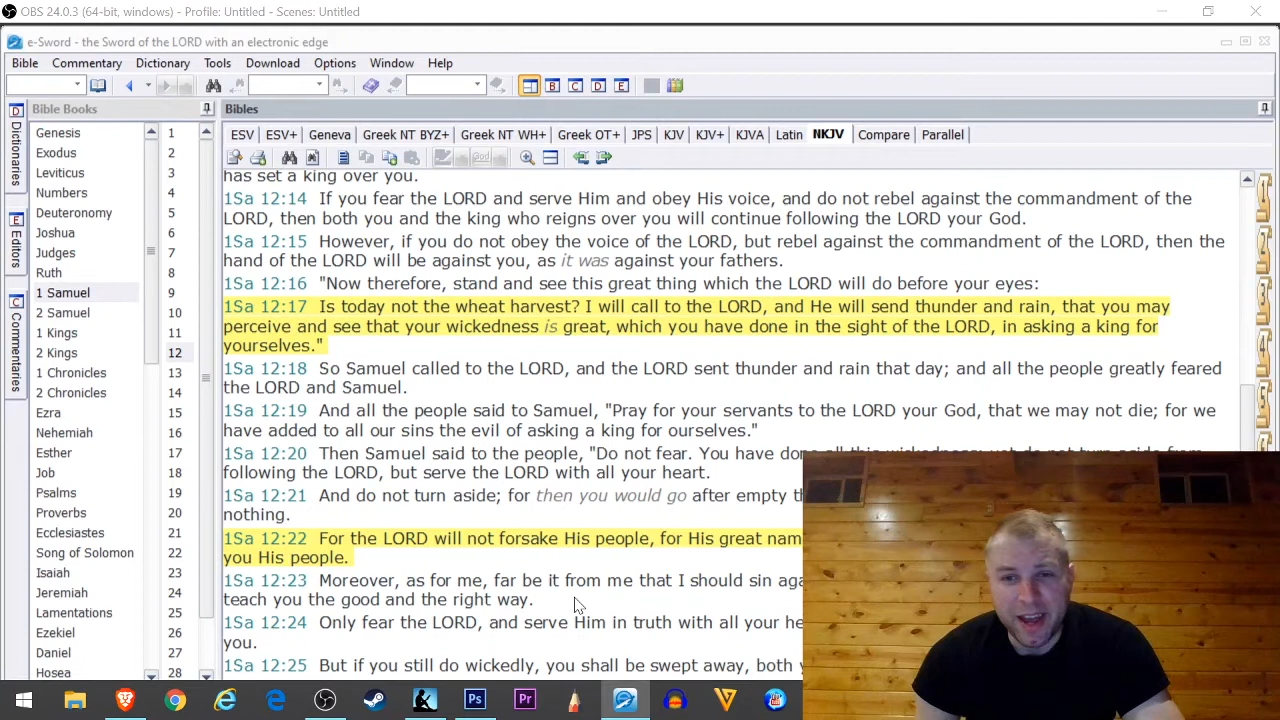 OBS 24.0.3 (64-bit, windows) - Profile: Untitled - Scenes: Untitled
e-Sword - the Sword of the LORD with an electronic edge
Bible Commentary Dictionary Tools Download Options Window Help
B C D E
Bible Books
Bibles
D Dictionaries
E Editors
C Commentaries
ESV ESV+ Geneva Greek NT BYZ+ Greek NT WH+ Greek OT+ JPS KJV KJV+ KJVA Latin NKJV Compare Parallel
God
Genesis 1
Exodus 2
Leviticus 3
Numbers 4
Deuteronomy 5
Joshua 6
Judges 7
Ruth 8
1 Samuel 9
2 Samuel 10
1 Kings 11
2 Kings 12
1 Chronicles 13
2 Chronicles 14
Ezra 15
Nehemiah 16
Esther 17
Job 18
Psalms 19
Proverbs 20
Ecclesiastes 21
Song of Solomon 22
Isaiah 23
Jeremiah 24
Lamentations 25
Ezekiel 26
Daniel 27
Hosea 28
has set a king over you.
1Sa 12:14 If you fear the LORD and serve Him and obey His voice, and do not rebel against the commandment of the
LORD, then both you and the king who reigns over you will continue following the LORD your God.
1Sa 12:15 However, if you do not obey the voice of the LORD, but rebel against the commandment of the LORD, then the
hand of the LORD will be against you, as it was against your fathers.
1Sa 12:16 "Now therefore, stand and see this great thing which the LORD will do before your eyes:
1Sa 12:17 Is today not the wheat harvest? I will call to the LORD, and He will send thunder and rain, that you may
perceive and see that your wickedness is great, which you have done in the sight of the LORD, in asking a king for
yourselves."
1Sa 12:18 So Samuel called to the LORD, and the LORD sent thunder and rain that day; and all the people greatly feared
the LORD and Samuel.
1Sa 12:19 And all the people said to Samuel, "Pray for your servants to the LORD your God, that we may not die; for we
have added to all our sins the evil of asking a king for ourselves."
1Sa 12:20 Then Samuel said to the people, "Do not fear. You have done all this wickedness; yet do not turn aside from
following the LORD, but serve the LORD with all your heart.
1Sa 12:21 And do not turn aside; for then you would go after empty
nothing.
1Sa 12:22 For the LORD will not forsake His people, for His great
you His people.
1Sa 12:23 Moreover, as for me, far be it from me that I should sin
teach you the good and the right way.
1Sa 12:24 Only fear the LORD, and serve Him in truth with all your
you.
1Sa 12:25 But if you still do wickedly, you shall be swept away, both
Ps Pr